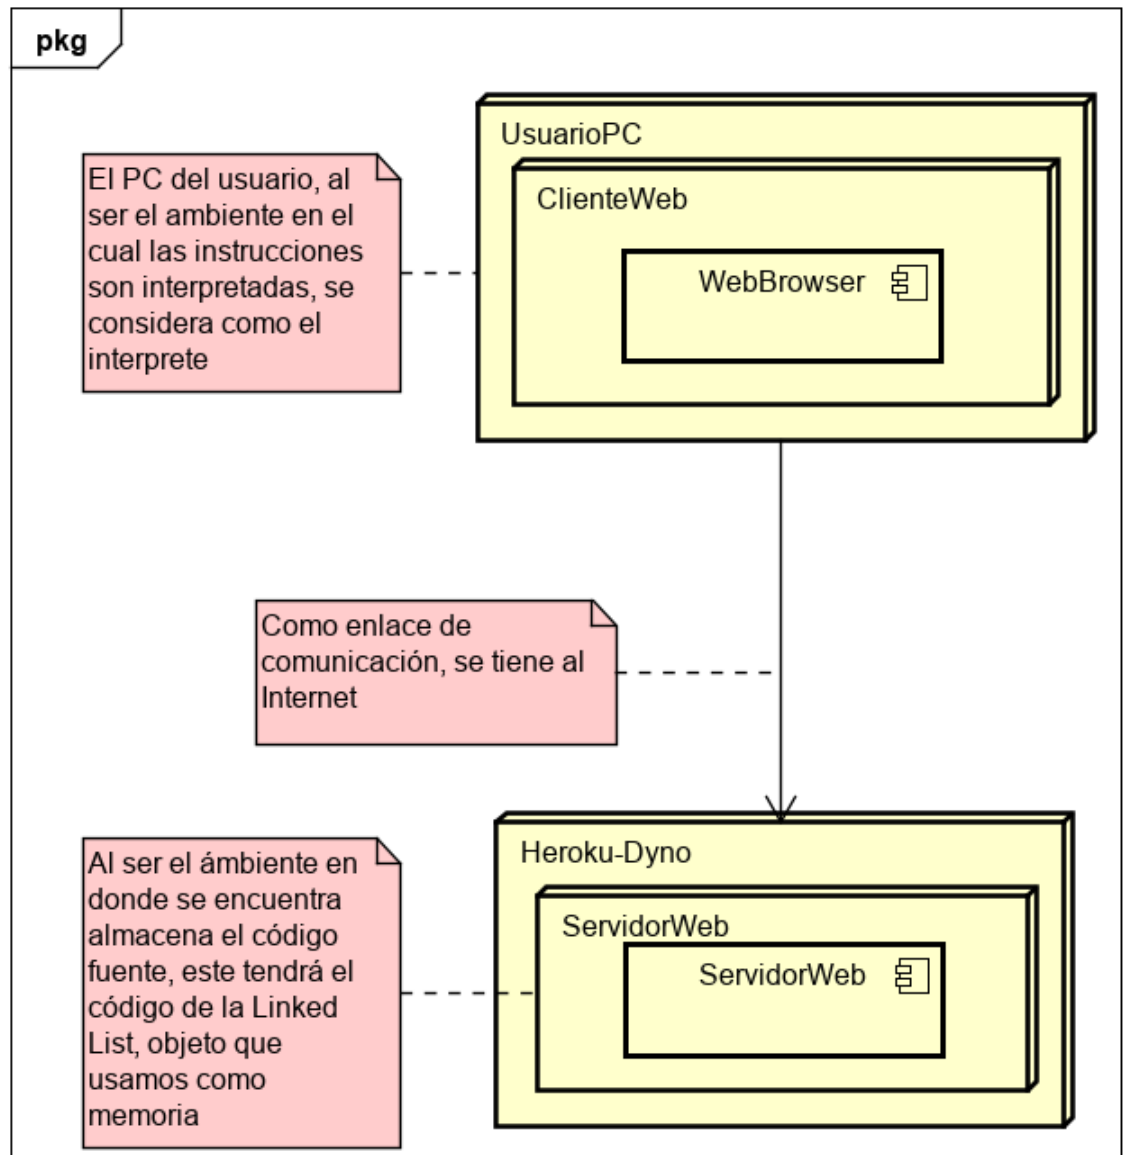 pkg
UsuarioPC
ClienteWeb
WebBrowser
El PC del usuario, al
ser el ambiente en el
cual las instrucciones
son interpretadas, se
considera como el
interprete
Como enlace de
comunicación, se tiene al
Internet
Heroku-Dyno
ServidorWeb
ServidorWeb
Al ser el ámbiente en
donde se encuentra
almacena el código
fuente, este tendrá el
código de la Linked
List, objeto que
usamos como
memoria